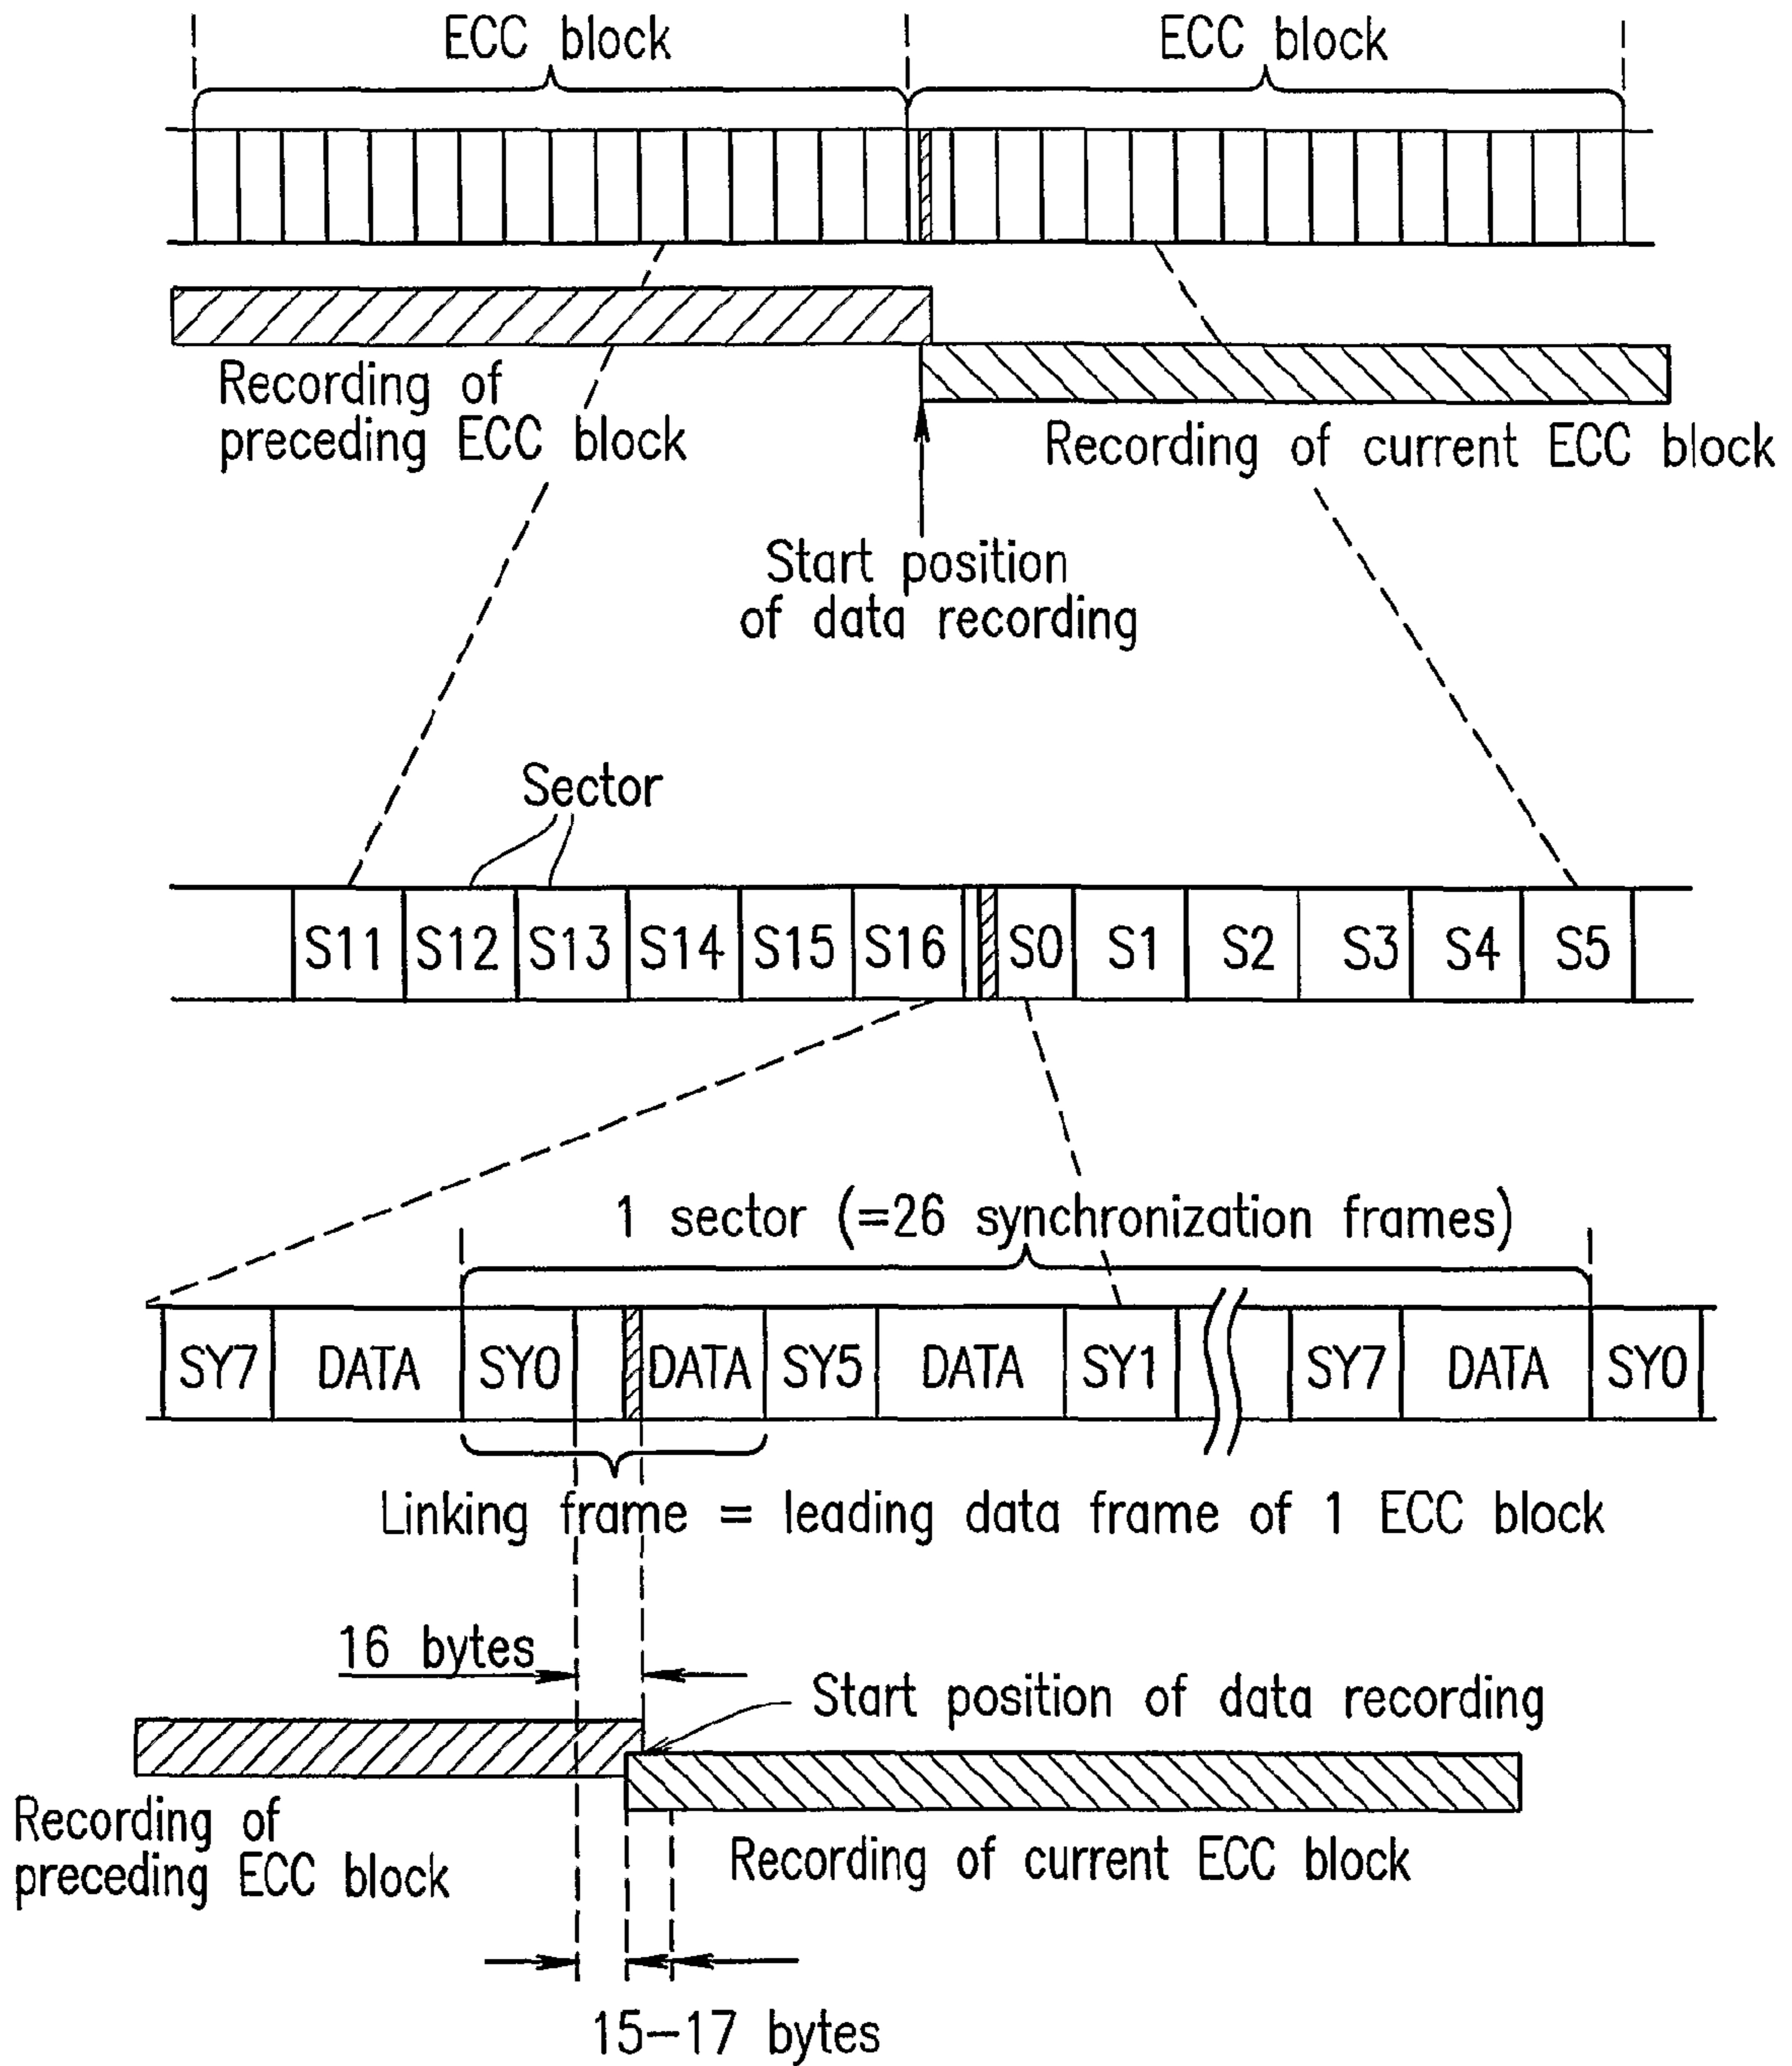 ECC block ECC block
Recording of
preceding ECC block
Recording of current ECC block
Start position
of data recording
Sector
S11 S12 S13 S14 S15 S16 S0 S1 S2 S3 S4 S5
1 sector (=26 synchronization frames)
SY7 DATA SY0 DATA SY5 DATA SY1 SY7 DATA SY0
Linking frame = leading data frame of 1 ECC block
16 bytes
Start position of data recording
Recording of
preceding ECC block
Recording of current ECC block
15-17 bytes